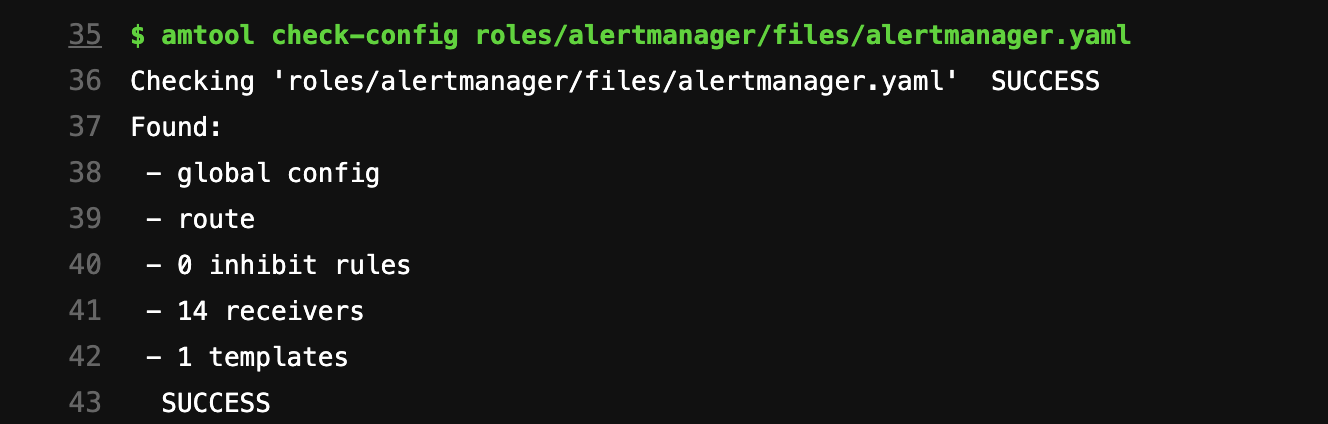 35 $ amtool check-config roles/alertmanager/files/alertmanager.yaml
36 Checking 'roles/alertmanager/files/alertmanager.yaml'  SUCCESS
37 Found:
38  - global config
39  - route
40  - 0 inhibit rules
41  - 14 receivers
42  - 1 templates
43   SUCCESS